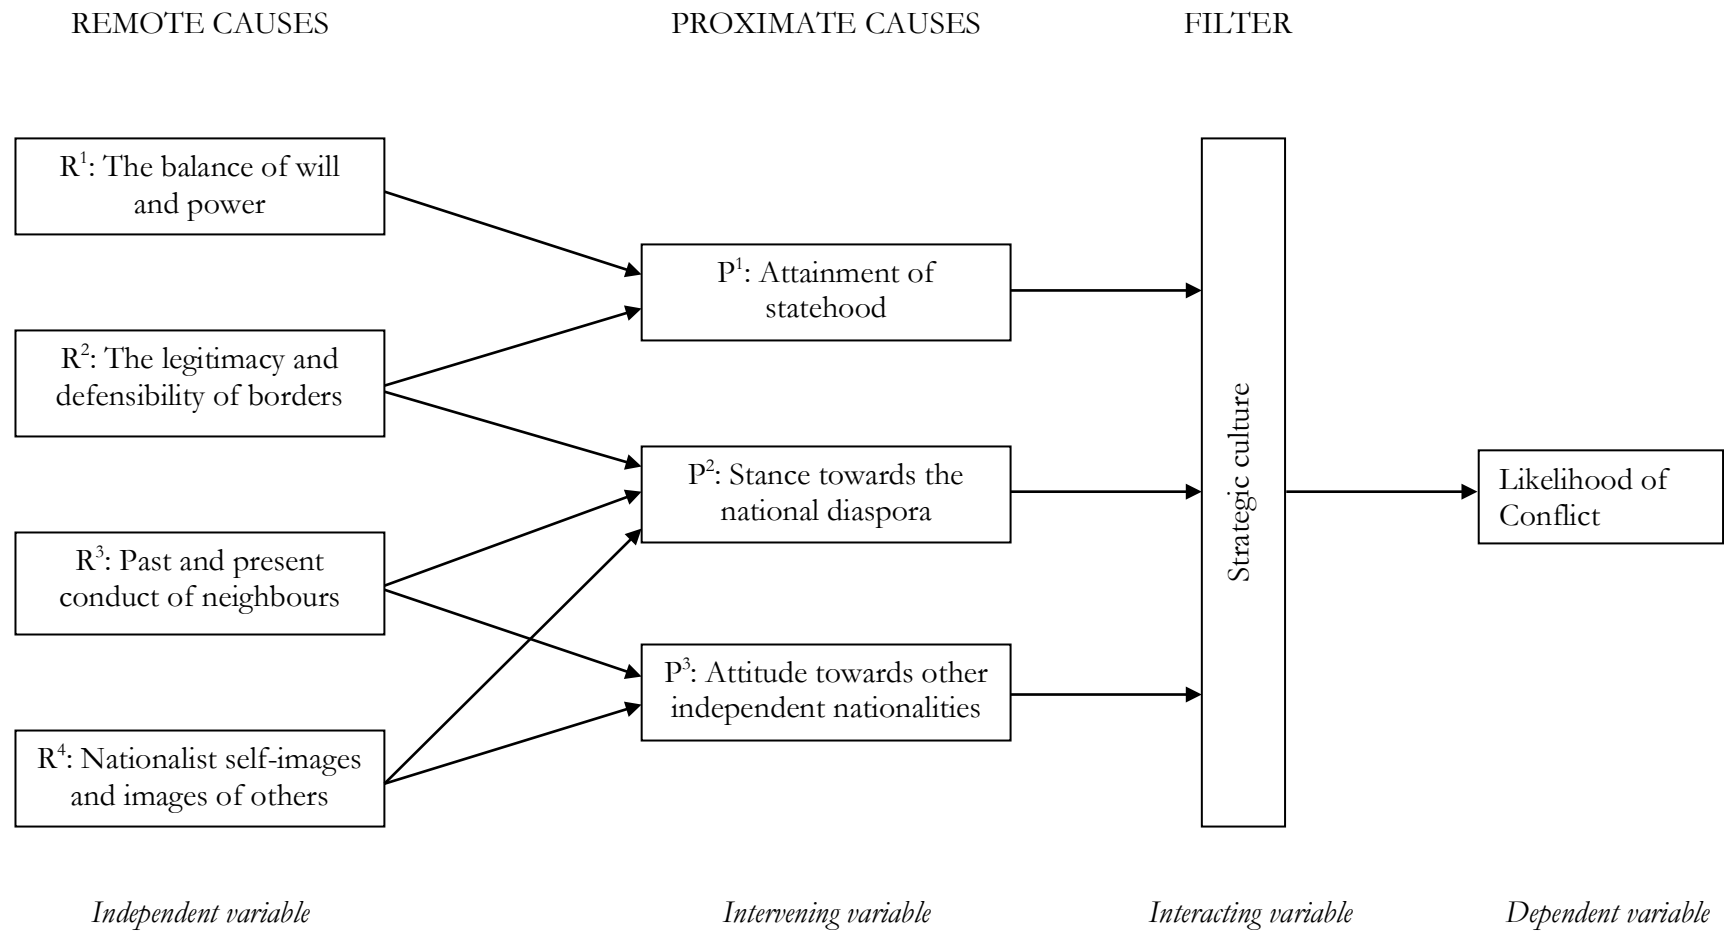 REMOTE CAUSES
PROXIMATE CAUSES
FILTER
R¹: The balance of will
and power
R²: The legitimacy and
defensibility of borders
R³: Past and present
conduct of neighbours
R⁴: Nationalist self-images
and images of others
P¹: Attainment of
statehood
P²: Stance towards the
national diaspora
P³: Attitude towards other
independent nationalities
Strategic culture
Likelihood of
Conflict
Independent variable
Intervening variable
Interacting variable
Dependent variable